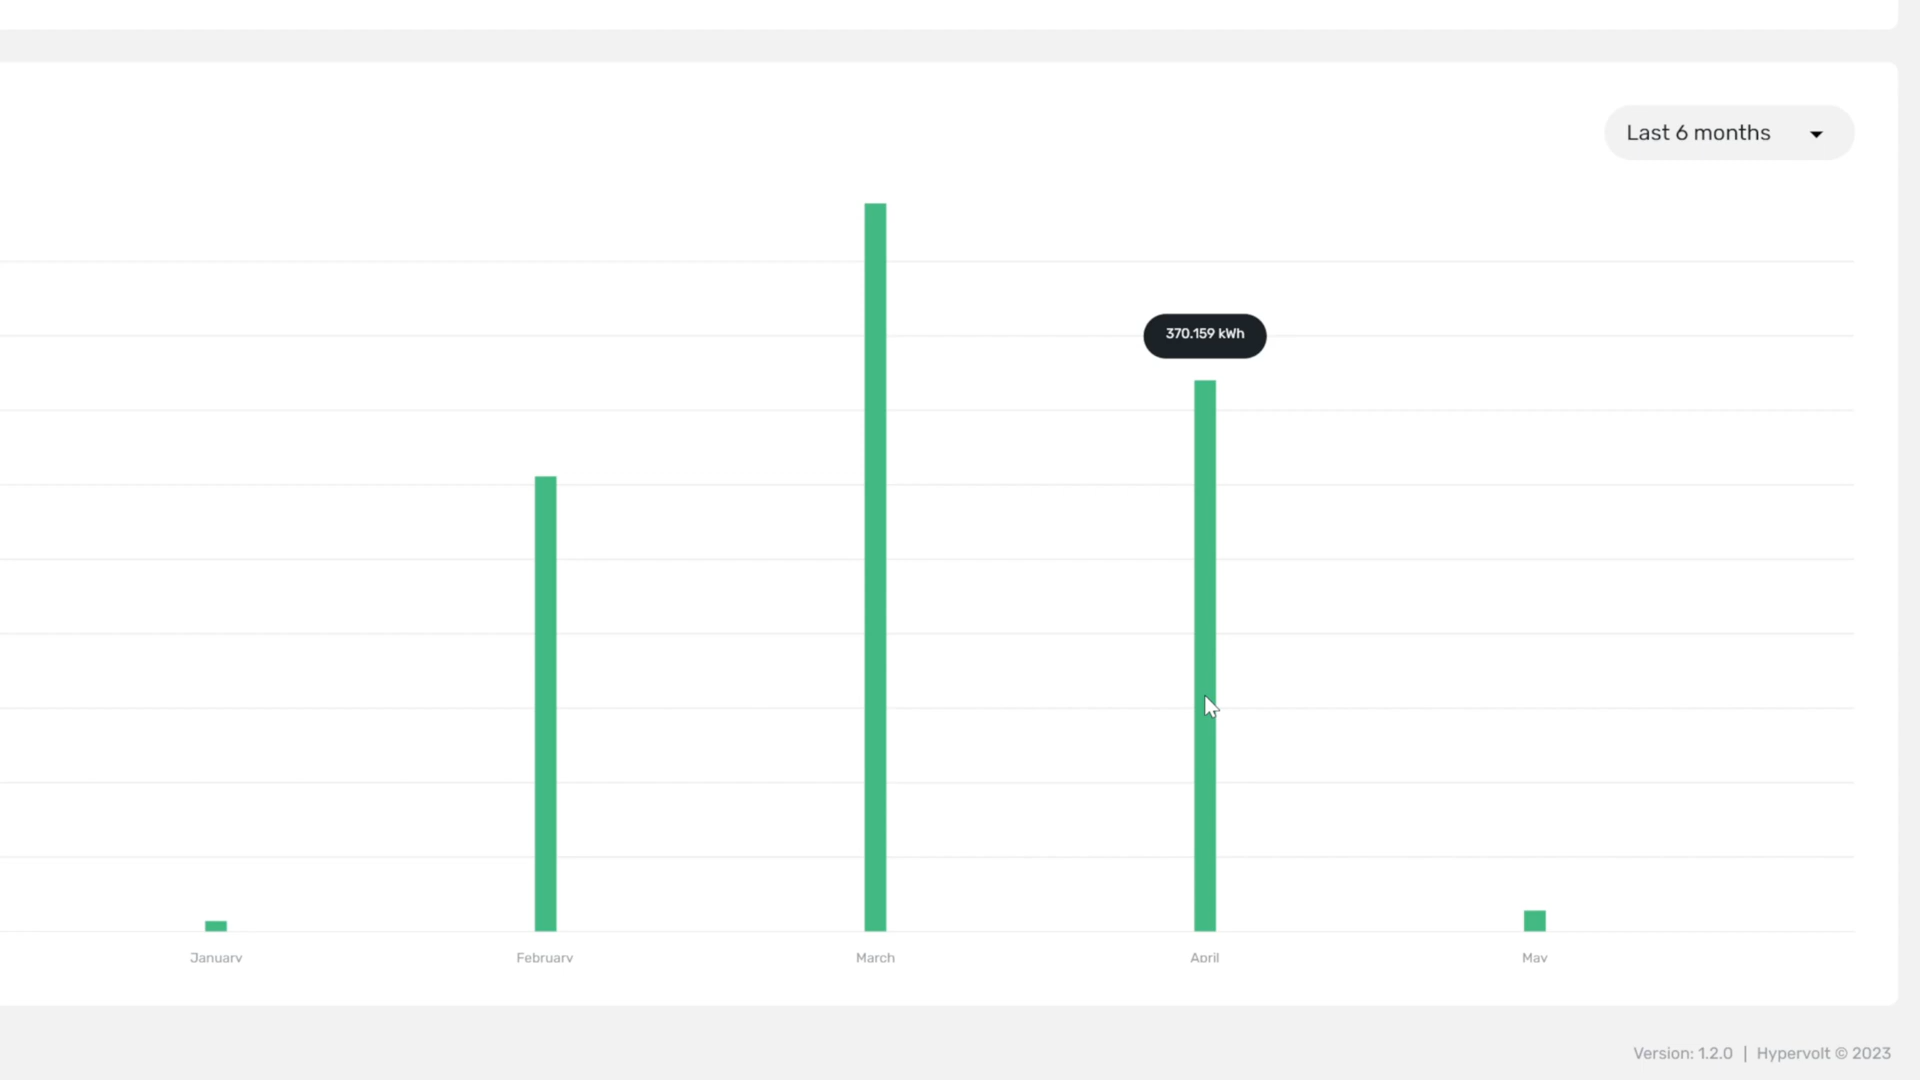 Last 6 months
370.159 kWh
January
February
March
April
May
Version: 1.2.0 | Hypervolt © 2023